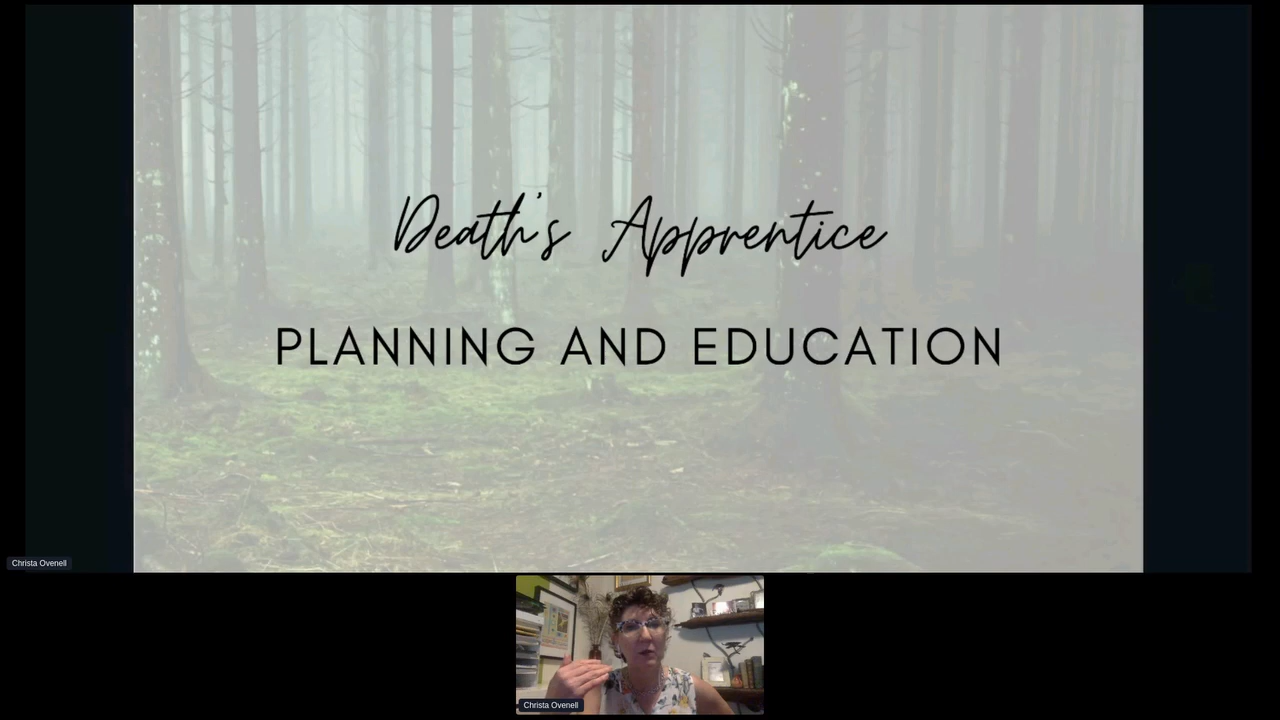 Death's Apprentice
PLANNING AND EDUCATION
Christa Ovenell
Christa Ovenell